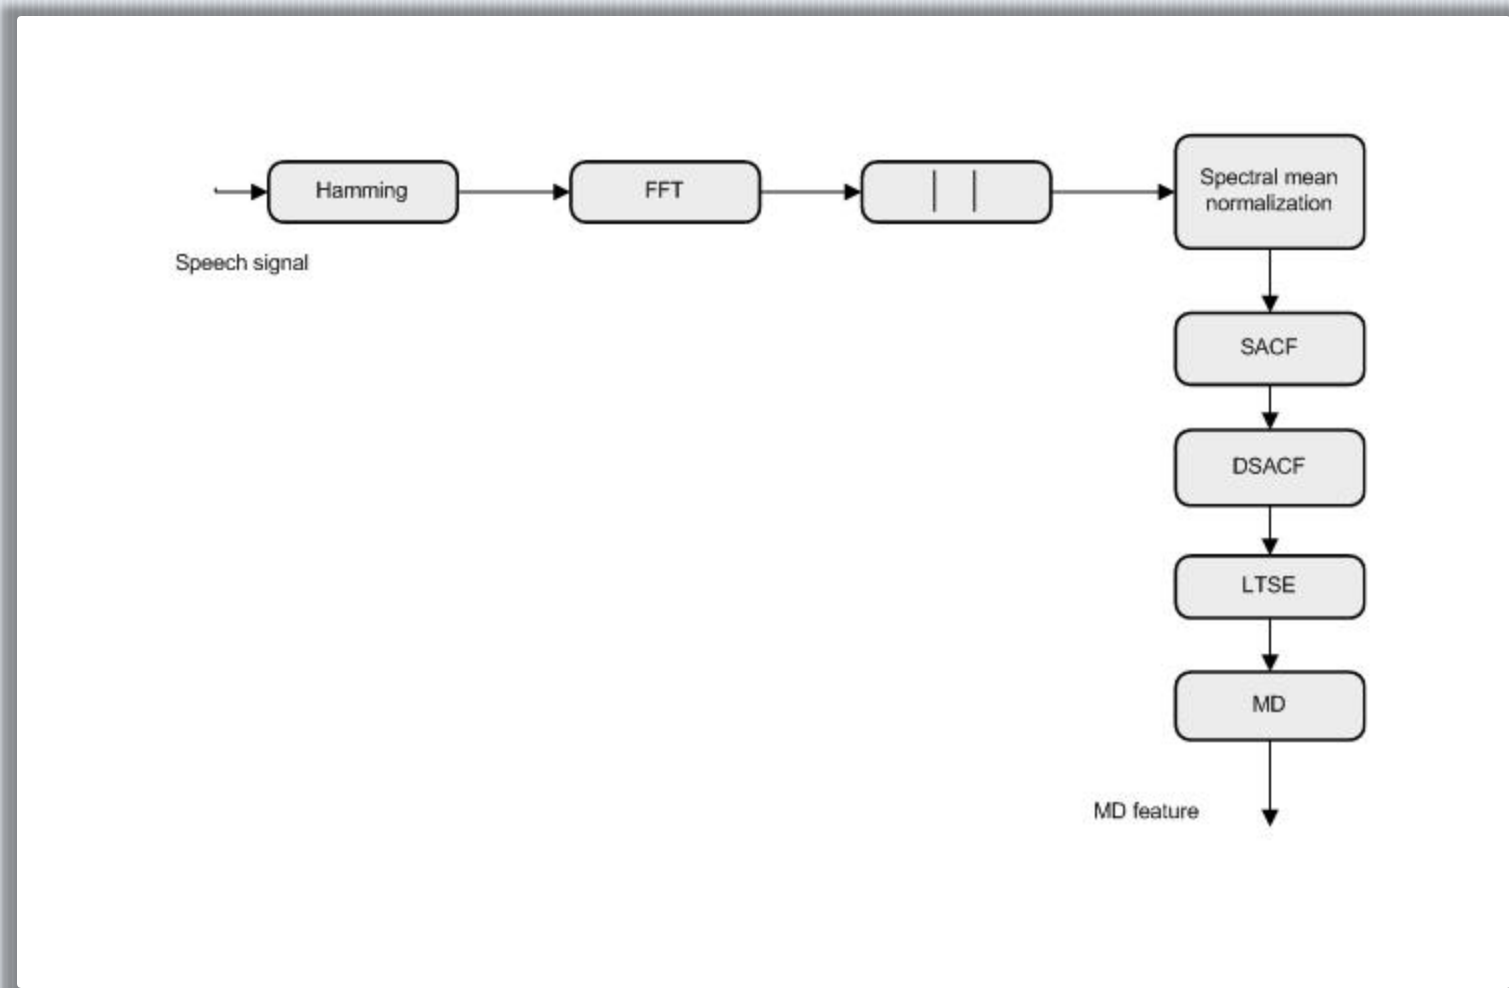 Hamming
FFT
| |
Spectral mean
normalization
Speech signal
SACF
DSACF
LTSE
MD
MD feature